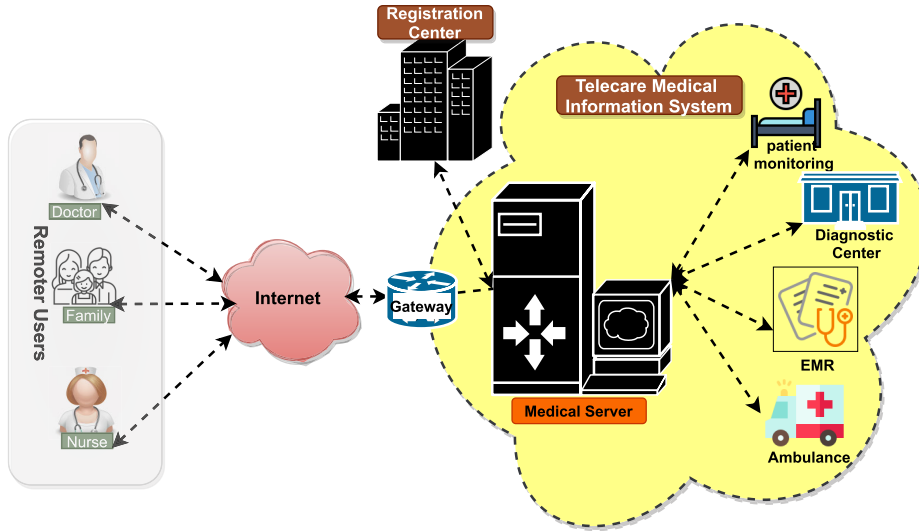 Registration
Center
Telecare Medical
Information System
patient
monitoring
Doctor
Diagnostic
Center
Remoter Users
Family
Internet
Gateway
EMR
Nurse
Medical Server
Ambulance